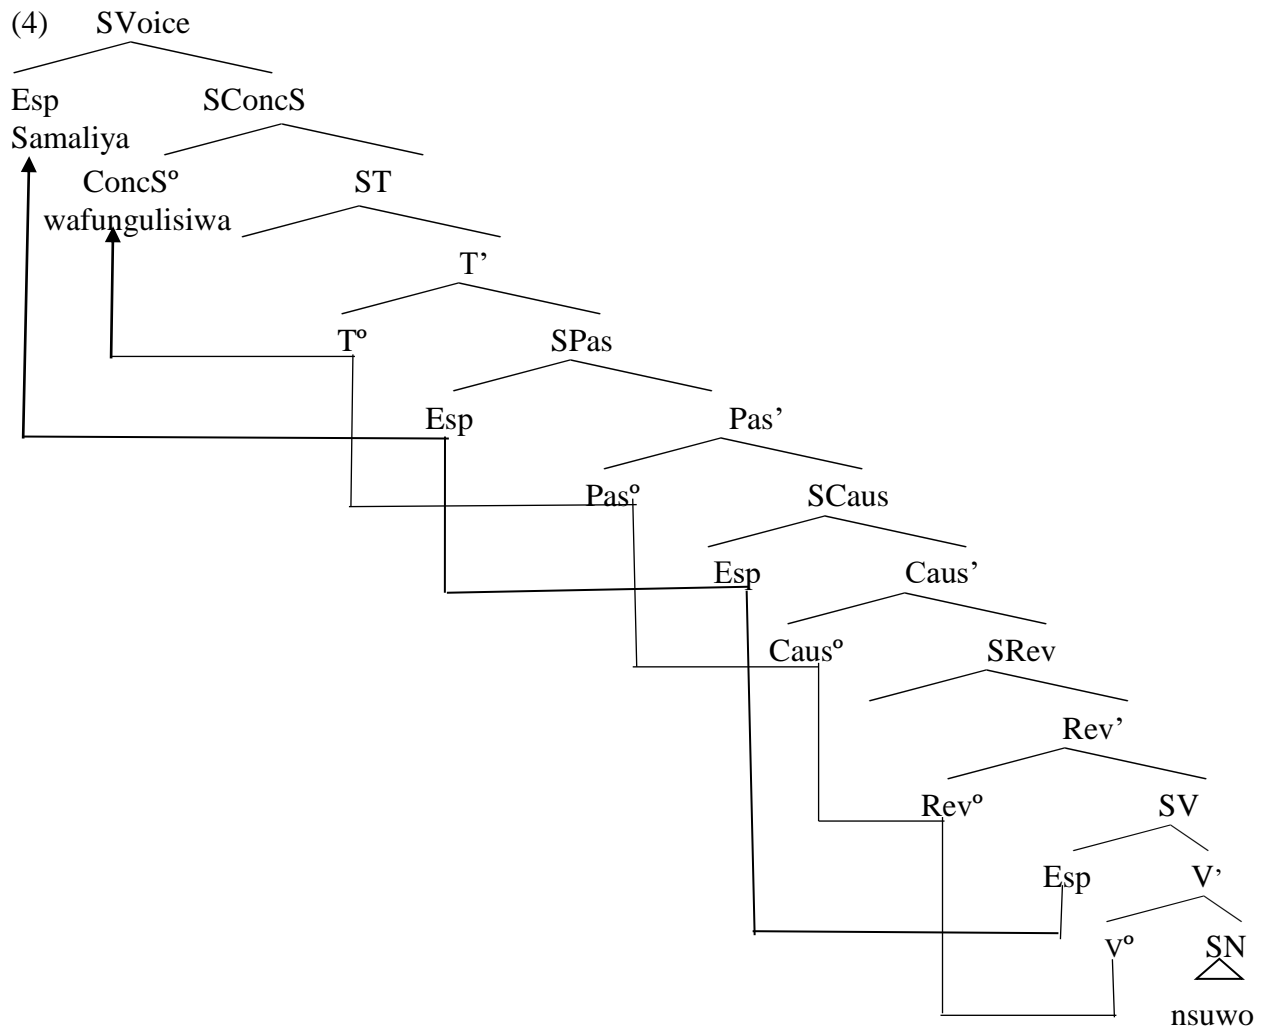 (4) SVoice
Esp SConcS
Samaliya
ConcSº ST
wafungulisiwa
T’
Tº SPas
Esp Pas’
Pasº SCaus
Esp Caus’
Causº SRev
Rev’
Revº SV
Esp V’
Vº SN
nsuwo